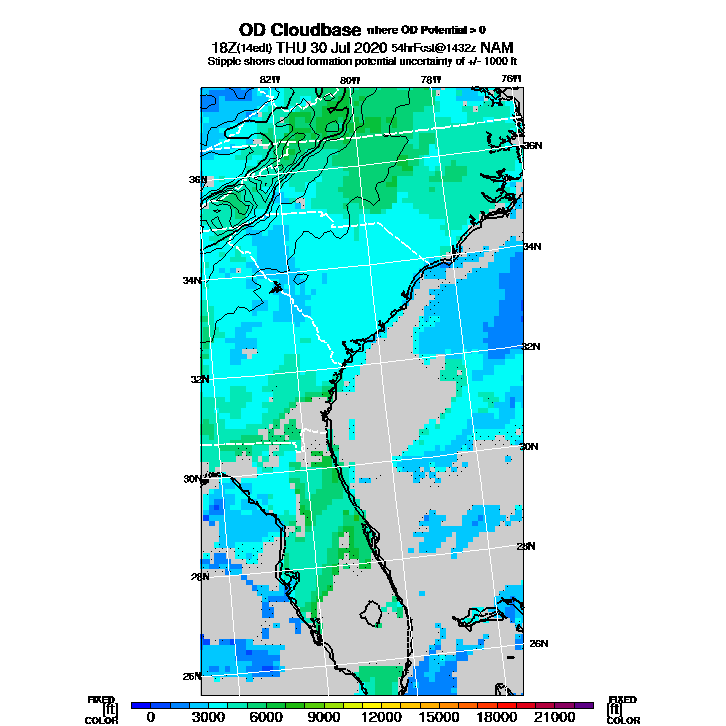 OD Cloudbase where OD Potential > 0
18Z(14edt) THU 30 Jul 2020 54hrFcst@1432z NAM
Stipple shows cloud formation potential uncertainty of +/- 1000 ft
82W 80W 78W 76W
36N
36N
34N
34N
32N
32N
30N
30N
28N
28N
26N
26N
FIXED FIXED
[ft] [ft]
COLOR 0 3000 6000 9000 12000 15000 18000 21000 COLOR